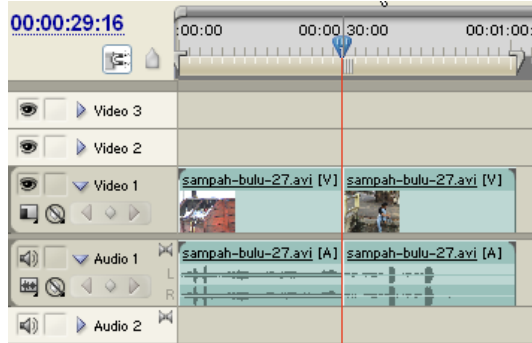 00:00:29:16
:00:00 00:00:30:00 00:01:00:
Video 3
Video 2
Video 1
sampah-bulu-27.avi [V] sampah-bulu-27.avi [V]
Audio 1
sampah-bulu-27.avi [A] sampah-bulu-27.avi [A]
L
R
Audio 2